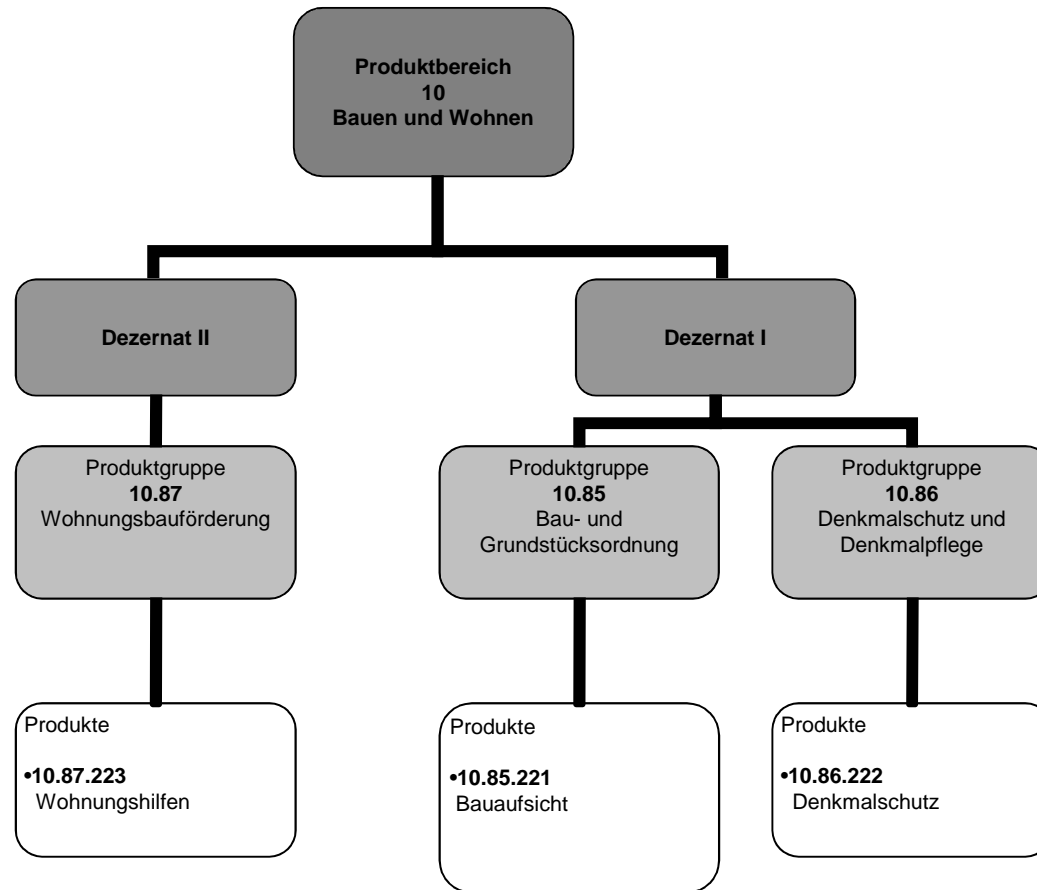 Produktbereich
10
Bauen und Wohnen
Dezernat II
Dezernat I
Produktgruppe
10.87
Wohnungsbauförderung
Produktgruppe
10.85
Bau- und
Grundstücksordnung
Produktgruppe
10.86
Denkmalschutz und
Denkmalpflege
Produkte
•10.87.223
Wohnungshilfen
Produkte
•10.85.221
Bauaufsicht
Produkte
•10.86.222
Denkmalschutz